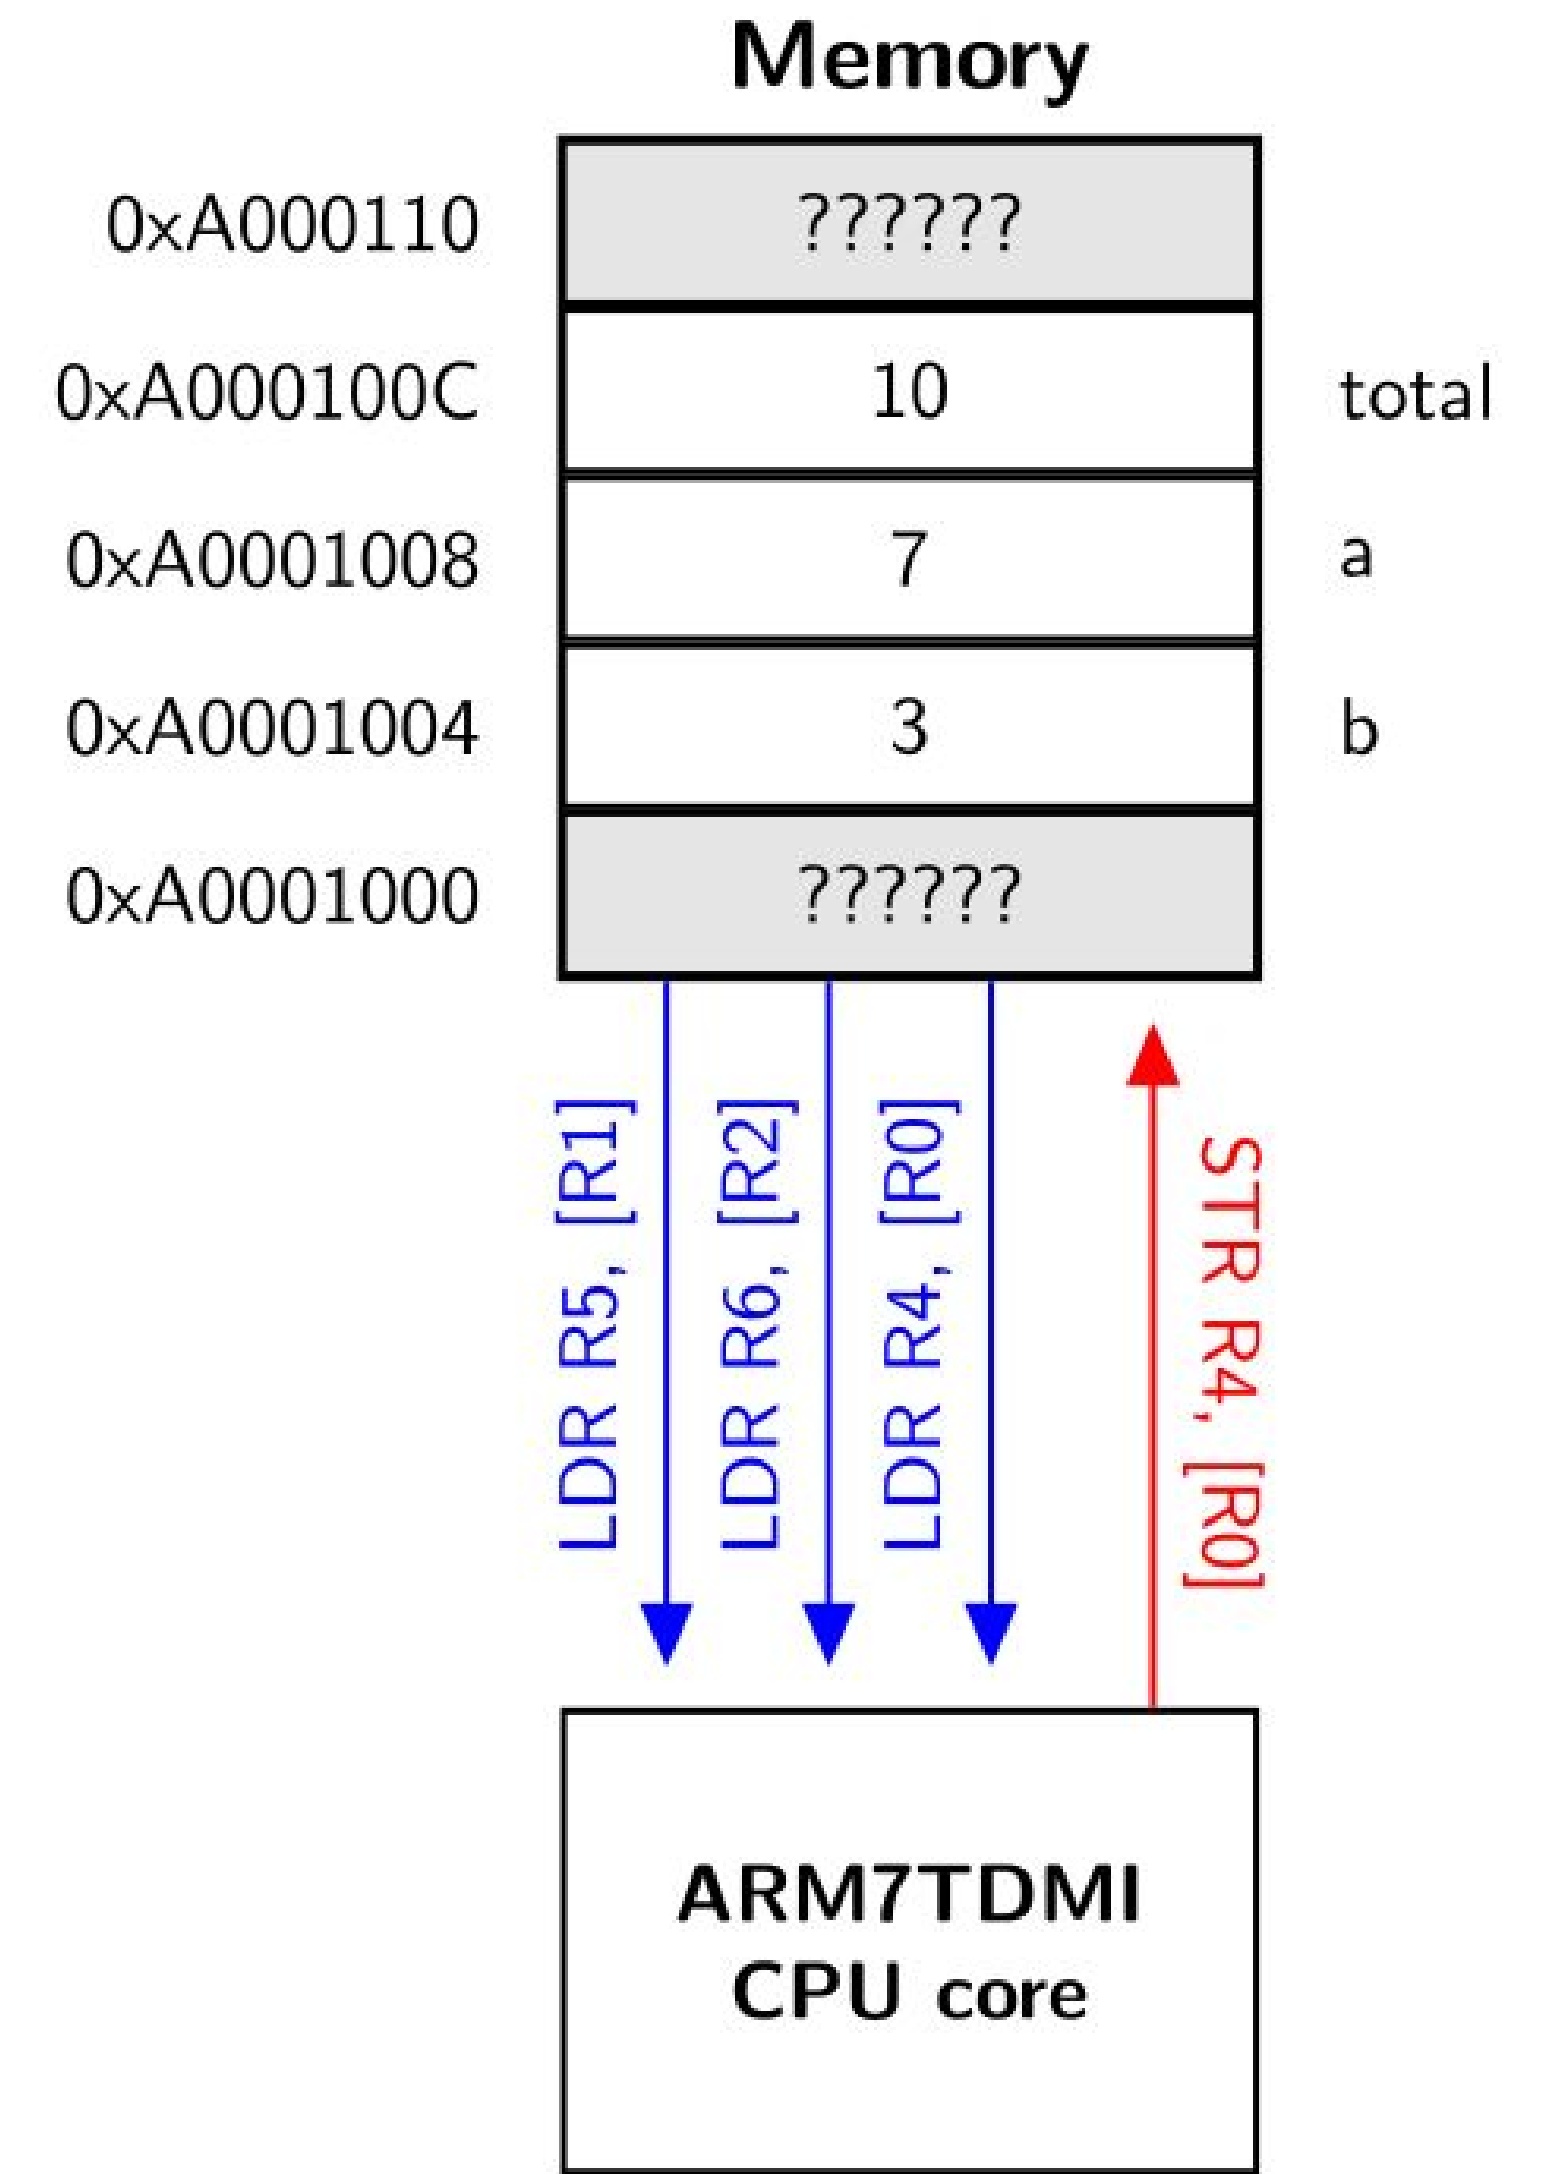 Memory
0xA000110 ??????
0xA000100C 10 total
0xA0001008 7 a
0xA0001004 3 b
0xA0001000 ??????
LDR R5, [R1]
LDR R6, [R2]
LDR R4, [R0]
STR R4, [R0]
ARM7TDMI
CPU core